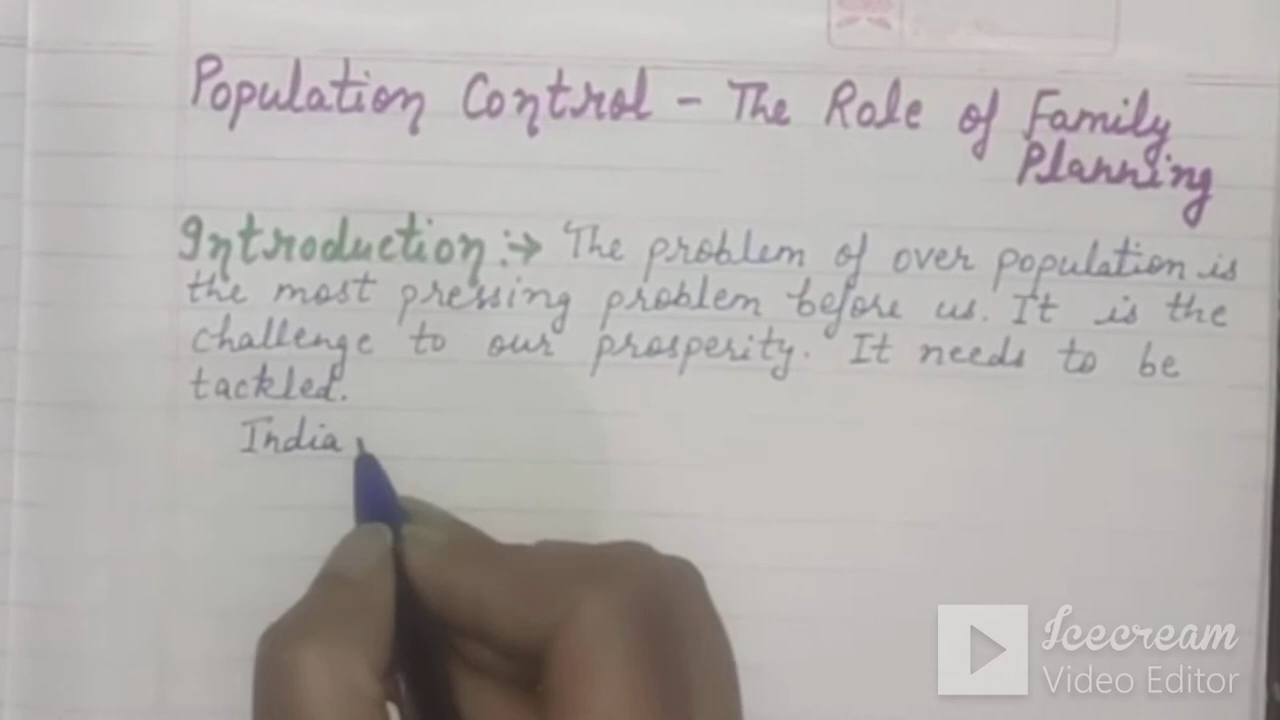 Population Control - The Role of Family
Planning
Introduction :→ The problem of over population is
the most pressing problem before us. It is the
challenge to our prosperity. It needs to be
tackled.
India
Icecream
Video Editor